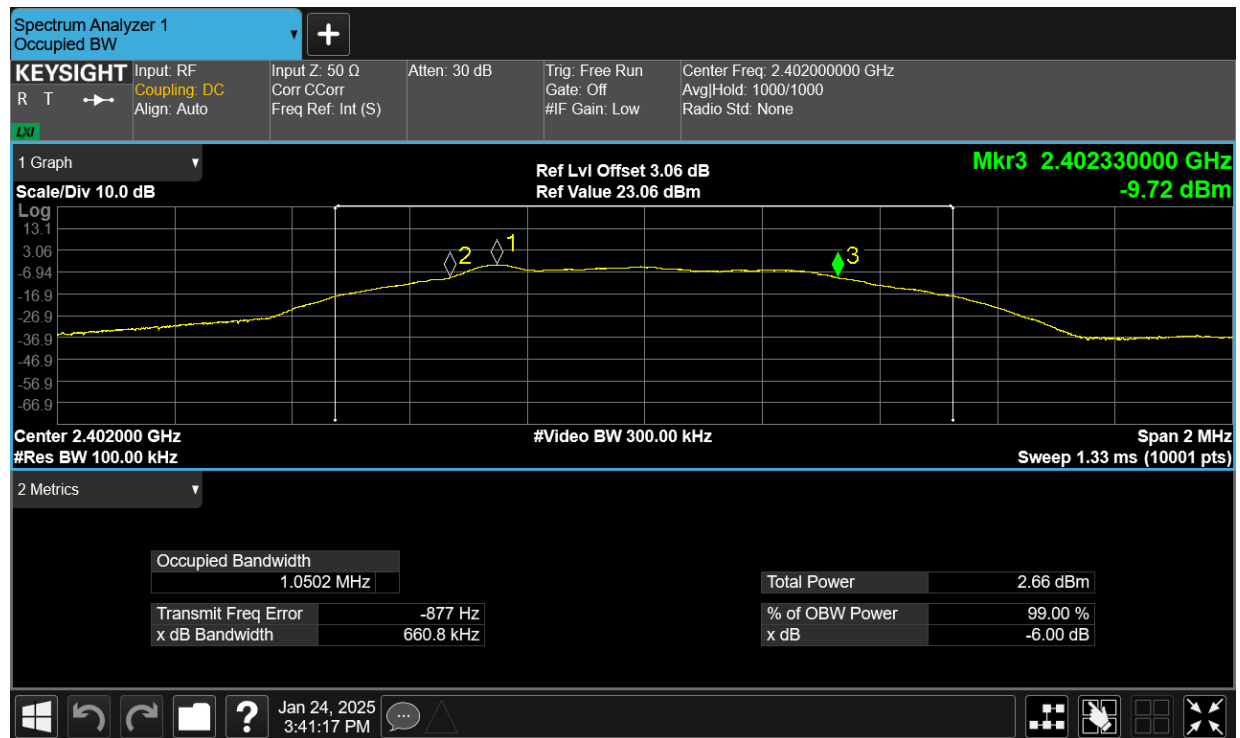 Spectrum Analyzer 1
Occupied BW
KEYSIGHT
R T
LXI
Input: RF
Coupling: DC
Align: Auto
Input Z: 50 Ω
Corr CCorr
Freq Ref: Int (S)
Atten: 30 dB
Trig: Free Run
Gate: Off
#IF Gain: Low
Center Freq: 2.402000000 GHz
Avg|Hold: 1000/1000
Radio Std: None
1 Graph
Scale/Div 10.0 dB
Ref Lvl Offset 3.06 dB
Ref Value 23.06 dBm
Mkr3 2.402330000 GHz
-9.72 dBm
Log
13.1
3.06
-6.94
-16.9
-26.9
-36.9
-46.9
-56.9
-66.9
2
1
3
Center 2.402000 GHz
#Video BW 300.00 kHz
Span 2 MHz
#Res BW 100.00 kHz
Sweep 1.33 ms (10001 pts)
2 Metrics
Occupied Bandwidth
1.0502 MHz
Total Power 2.66 dBm
Transmit Freq Error -877 Hz
% of OBW Power 99.00 %
x dB Bandwidth 660.8 kHz
x dB -6.00 dB
?
Jan 24, 2025
3:41:17 PM